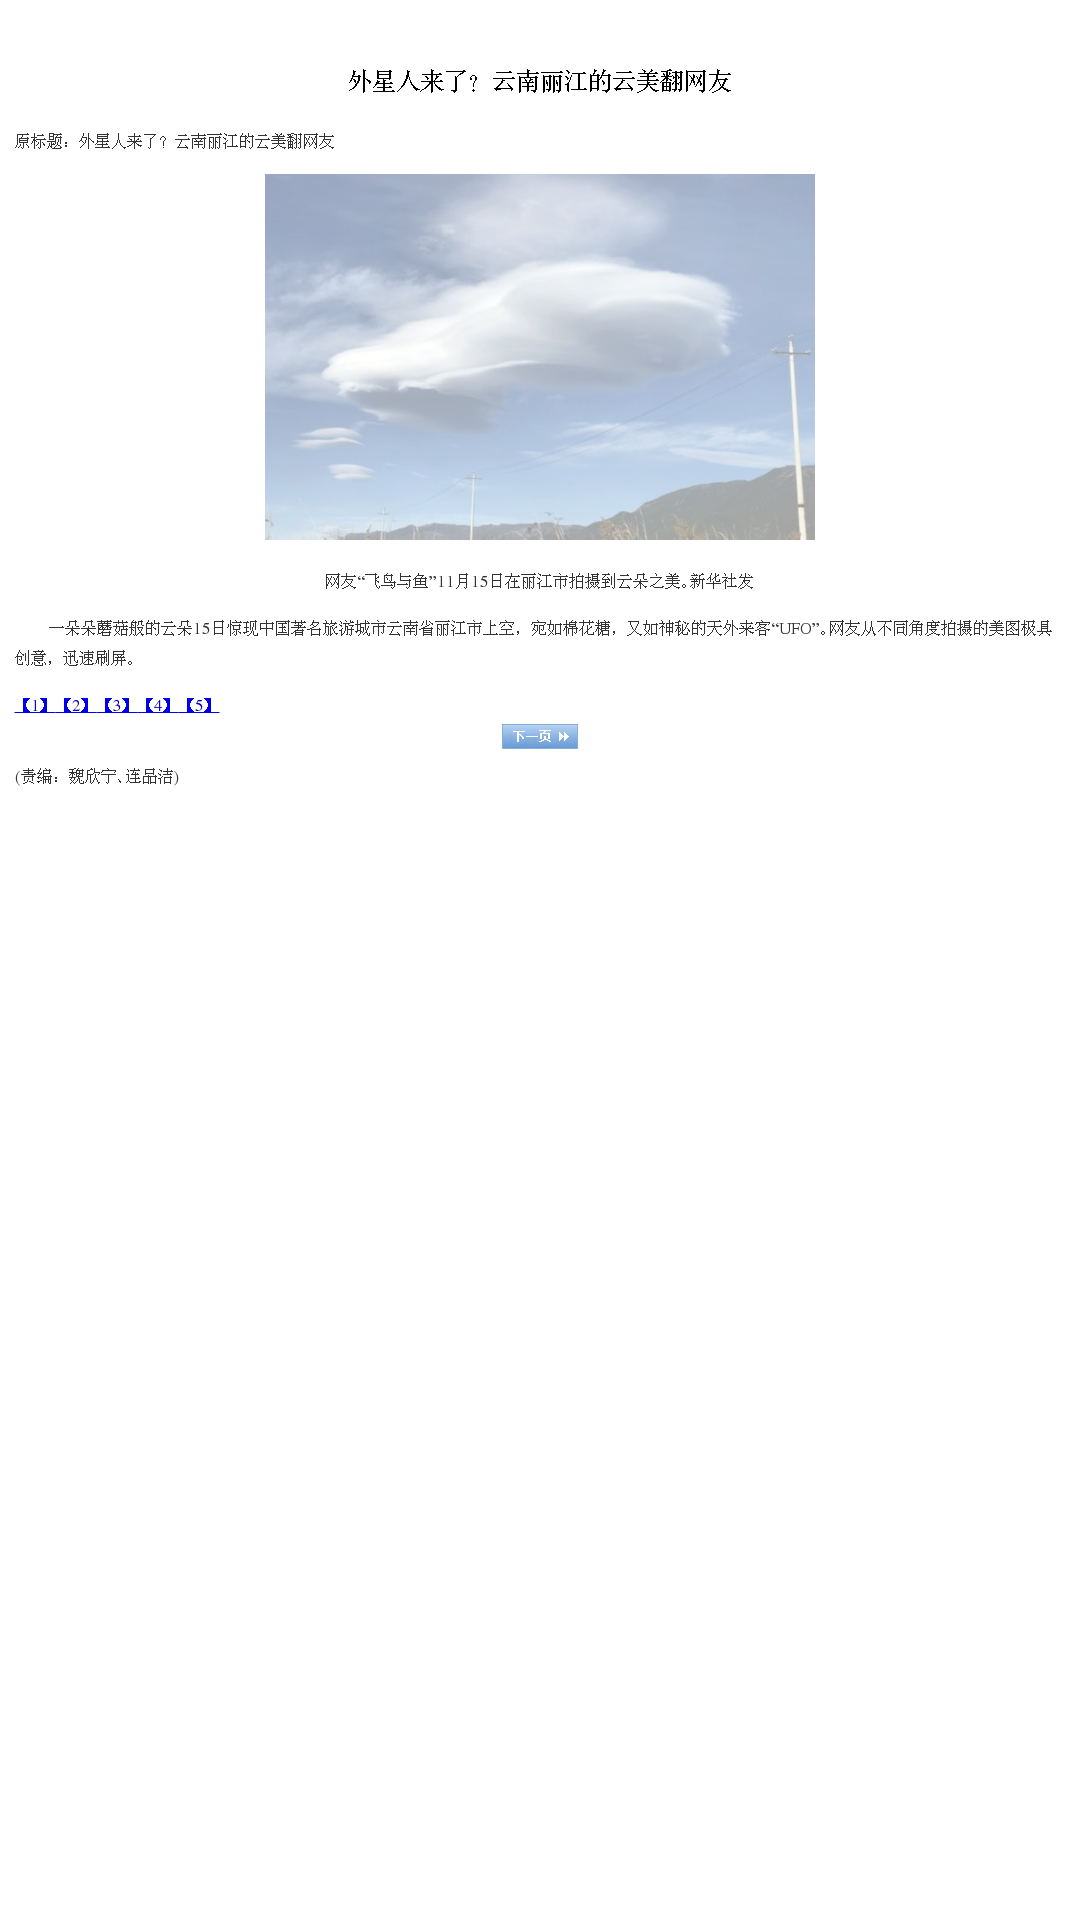 外星人来了？云南丽江的云美翻网友
原标题：外星人来了？云南丽江的云美翻网友
网友“飞鸟与鱼”11月15日在丽江市拍摄到云朵之美。新华社发
一朵朵蘑菇般的云朵15日惊现中国著名旅游城市云南省丽江市上空，宛如棉花糖，又如神秘的天外来客“UFO”。网友从不同角度拍摄的美图极具
创意，迅速刷屏。
【1】【2】【3】【4】【5】
下一页
(责编：魏欣宁、连品洁)